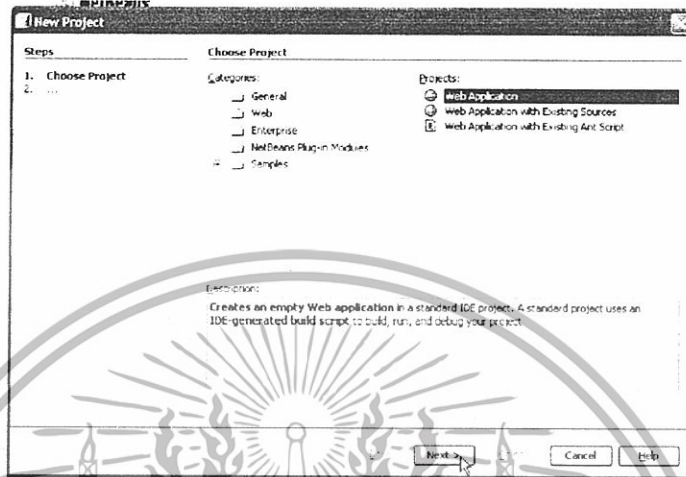 New Project
Steps
Choose Project
1. Choose Project
2. ...
Categories:
General
Web
Enterprise
NetBeans Plug-in Modules
Samples
Projects:
Web Application
Web Application with Existing Sources
Web Application with Existing Ant Script
Description:
Creates an empty Web application in a standard IDE project. A standard project uses an
IDE-generated build script to build, run, and debug your project.
Next >
Cancel
Help